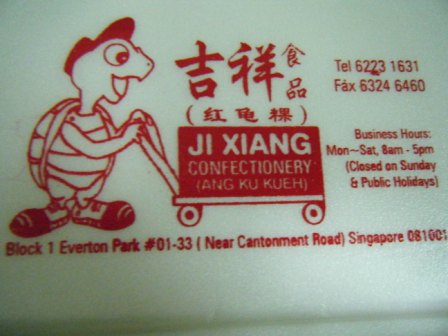 吉祥食品
(红龟粿)
JI XIANG
CONFECTIONERY
(ANG KU KUEH)
Tel 6223 1631
Fax 6324 6460
Business Hours:
Mon~Sat, 8am - 5pm
(Closed on Sunday
& Public Holidays)
Block 1 Everton Park #01-33 ( Near Cantonment Road) Singapore 081001